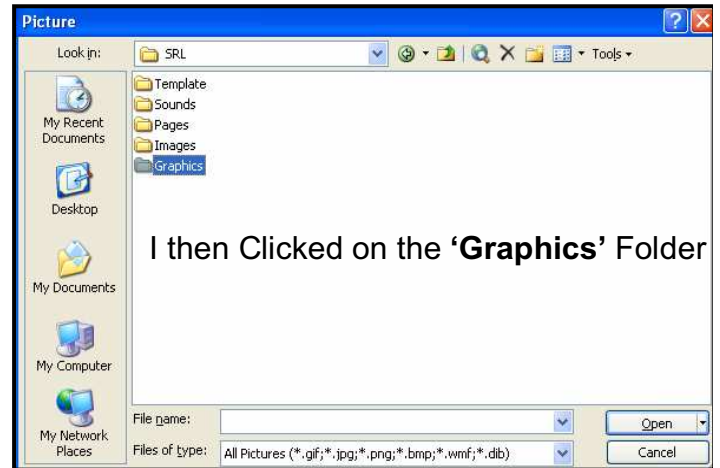 Picture
Look in:
SRL
Tools
Template
Sounds
Pages
Images
Graphics
My Recent
Documents
Desktop
My Documents
My Computer
My Network
Places
I then Clicked on the ‘Graphics’ Folder
File name:
Open
Files of type:
All Pictures (*.gif;*.jpg;*.png;*.bmp;*.wmf;*.dib)
Cancel